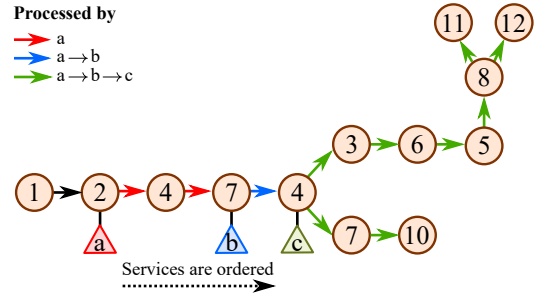 Processed by
a
a→b
a→b→c
11
12
8
3
6
5
1
2
4
7
4
a
b
c
7
10
Services are ordered